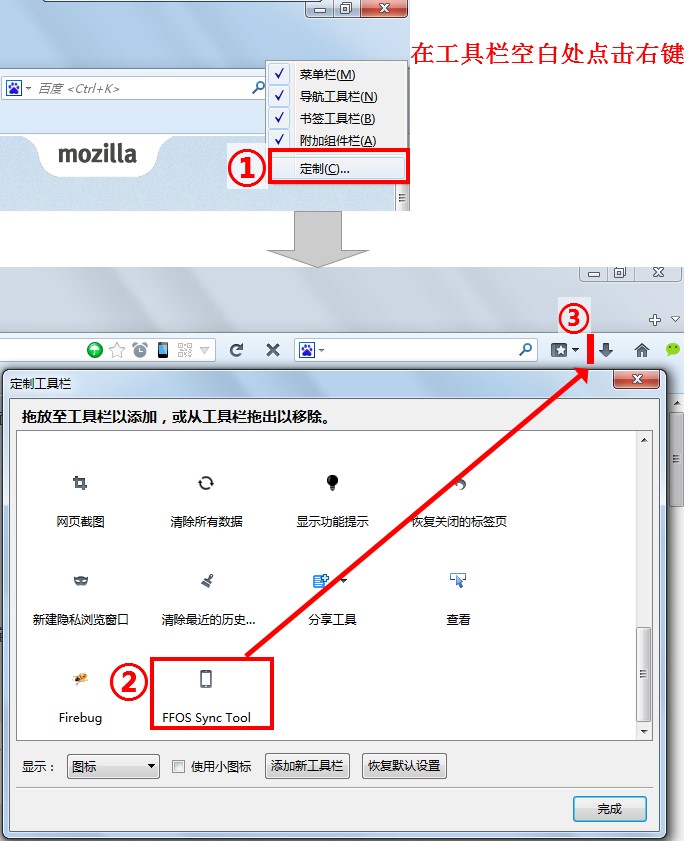 在工具栏空白处点击右键
百度 <Ctrl+K>
菜单栏(M)
导航工具栏(N)
书签工具栏(B)
附加组件栏(A)
mozilla
①
定制(C)...
③
定制工具栏
拖放至工具栏以添加，或从工具栏拖出以移除。
网页截图
清除所有数据
显示功能提示
恢复关闭的标签页
新建隐私浏览窗口
清除最近的历史...
分享工具
查看
②
Firebug
FFOS Sync Tool
显示：
图标
使用小图标
添加新工具栏
恢复默认设置
完成